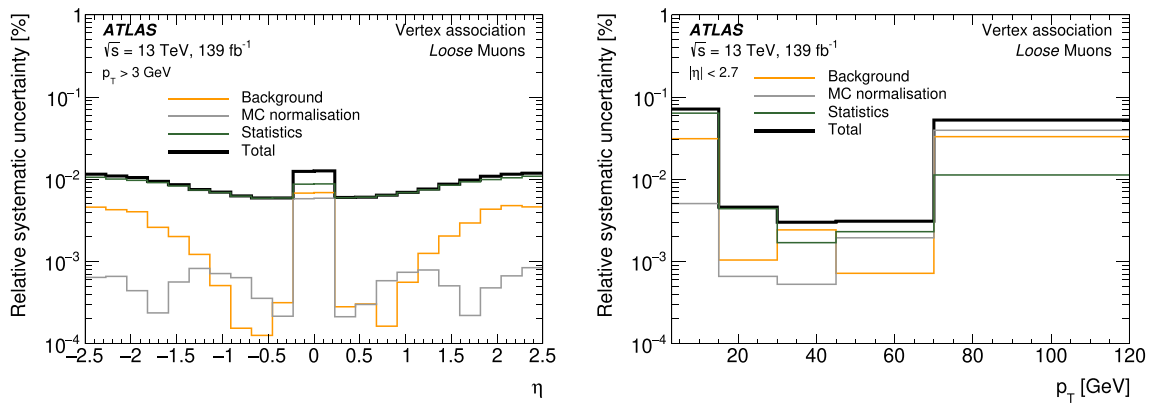 Relative systematic uncertainty [%]
1
10⁻¹
10⁻²
10⁻³
10⁻⁴
ATLAS
Vertex association
√s = 13 TeV, 139 fb⁻¹
Loose Muons
p_T > 3 GeV
Background
MC normalisation
Statistics
Total
−2.5 −2 −1.5 −1 −0.5 0 0.5 1 1.5 2 2.5
η
Relative systematic uncertainty [%]
1
10⁻¹
10⁻²
10⁻³
10⁻⁴
ATLAS
Vertex association
√s = 13 TeV, 139 fb⁻¹
Loose Muons
|η| < 2.7
Background
MC normalisation
Statistics
Total
20 40 60 80 100 120
p_T [GeV]